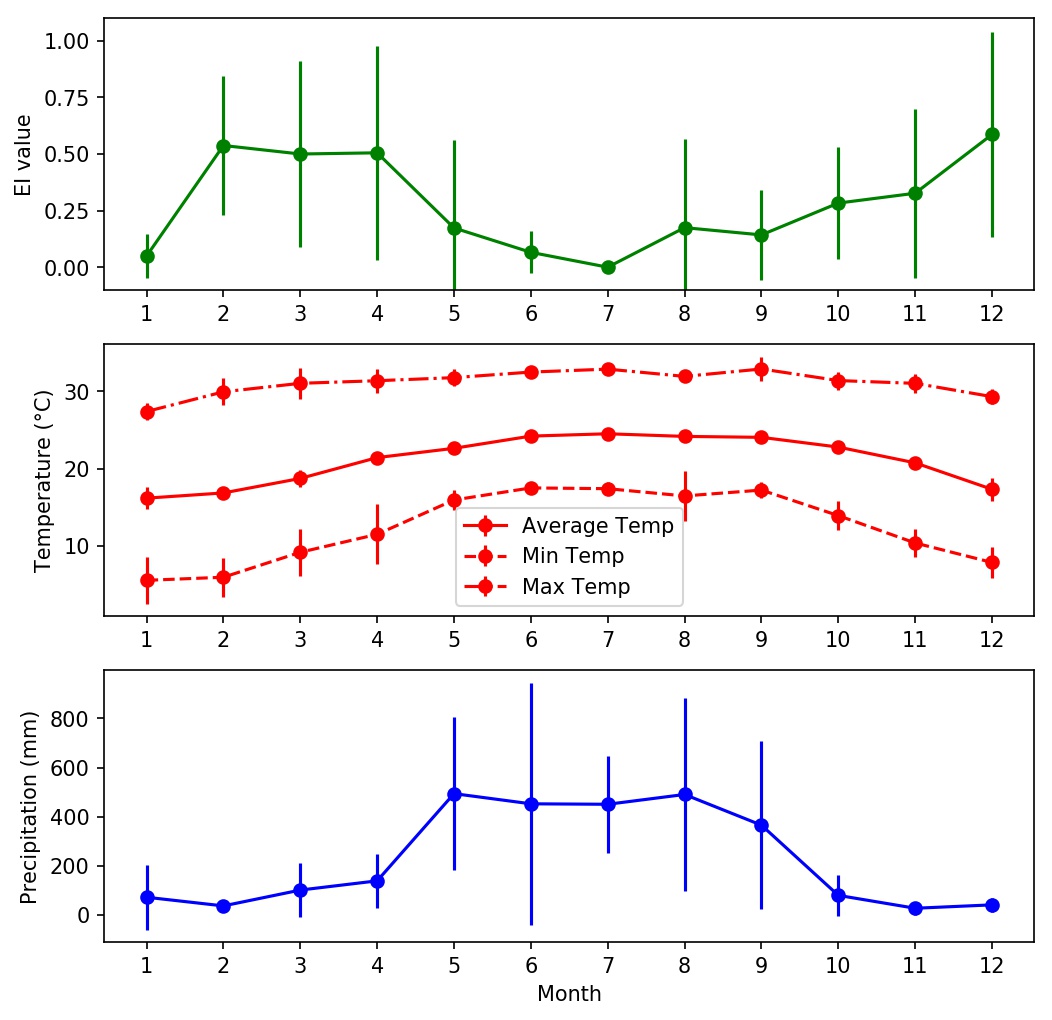 EI value
1.00
0.75
0.50
0.25
0.00
1 2 3 4 5 6 7 8 9 10 11 12
Temperature (°C)
30
20
10
Average Temp
Min Temp
Max Temp
1 2 3 4 5 6 7 8 9 10 11 12
Precipitation (mm)
800
600
400
200
0
1 2 3 4 5 6 7 8 9 10 11 12
Month